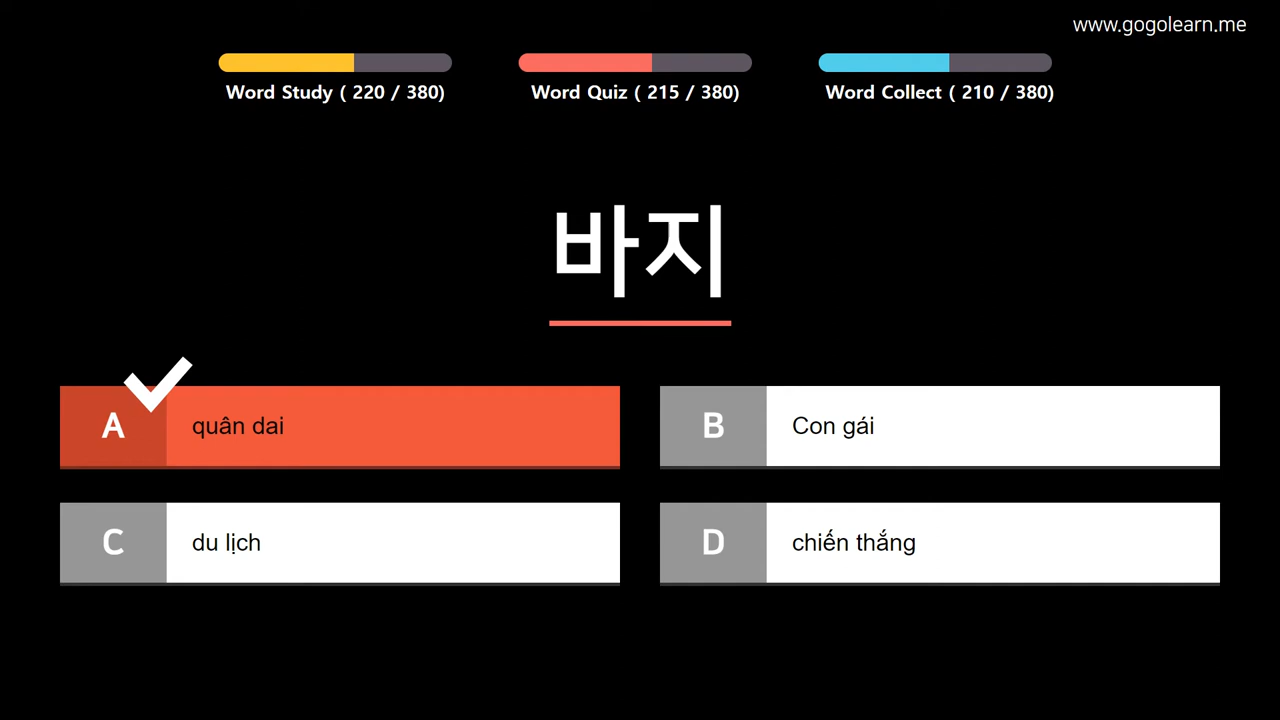 www.gogolearn.me
Word Study ( 220 / 380)
Word Quiz ( 215 / 380)
Word Collect ( 210 / 380)
바지
A
quân dai
B
Con gái
C
du lịch
D
chiến thắng